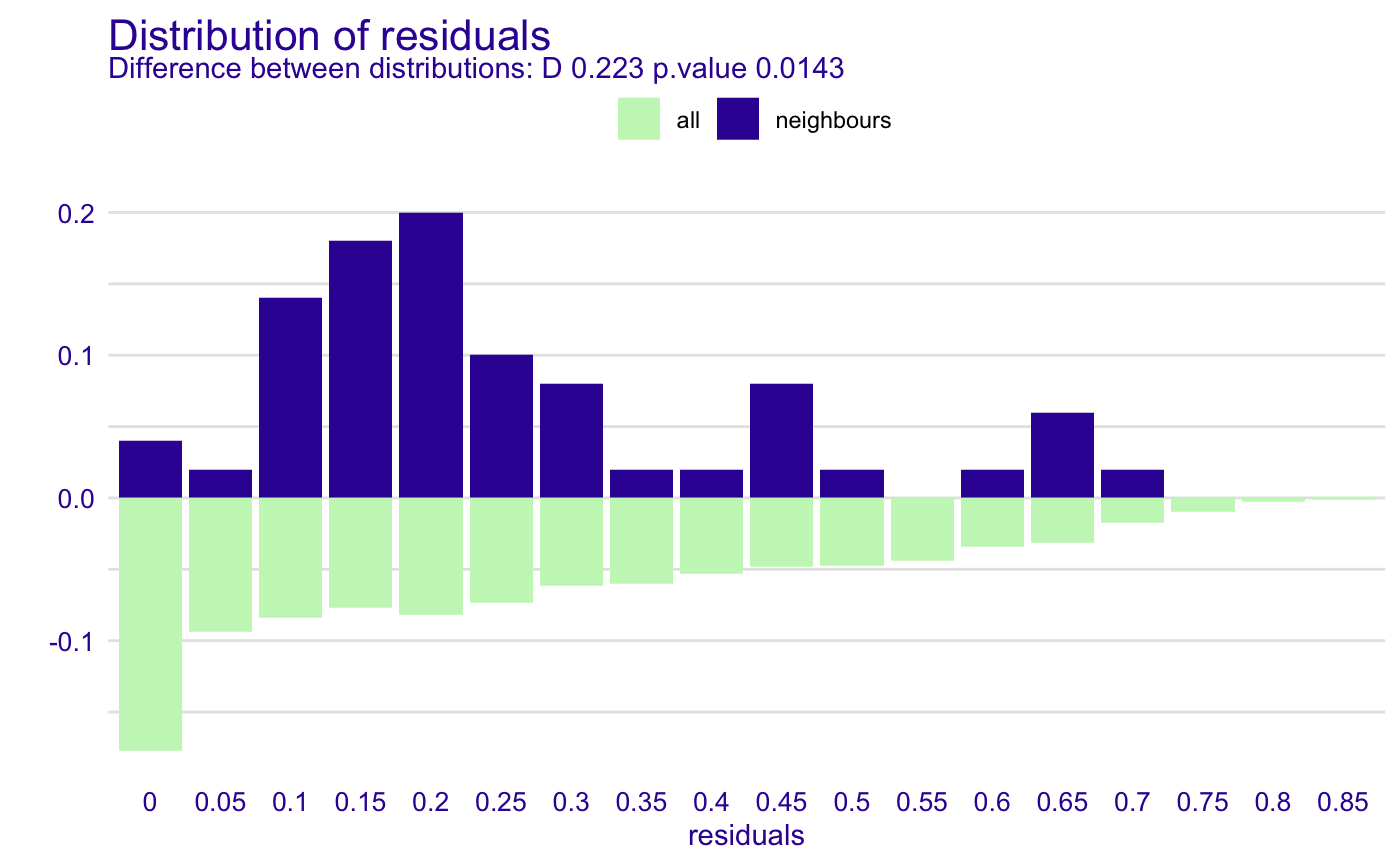 Distribution of residuals
Difference between distributions: D 0.223 p.value 0.0143
all neighbours
0.2
0.1
0.0
-0.1
0 0.05 0.1 0.15 0.2 0.25 0.3 0.35 0.4 0.45 0.5 0.55 0.6 0.65 0.7 0.75 0.8 0.85
residuals